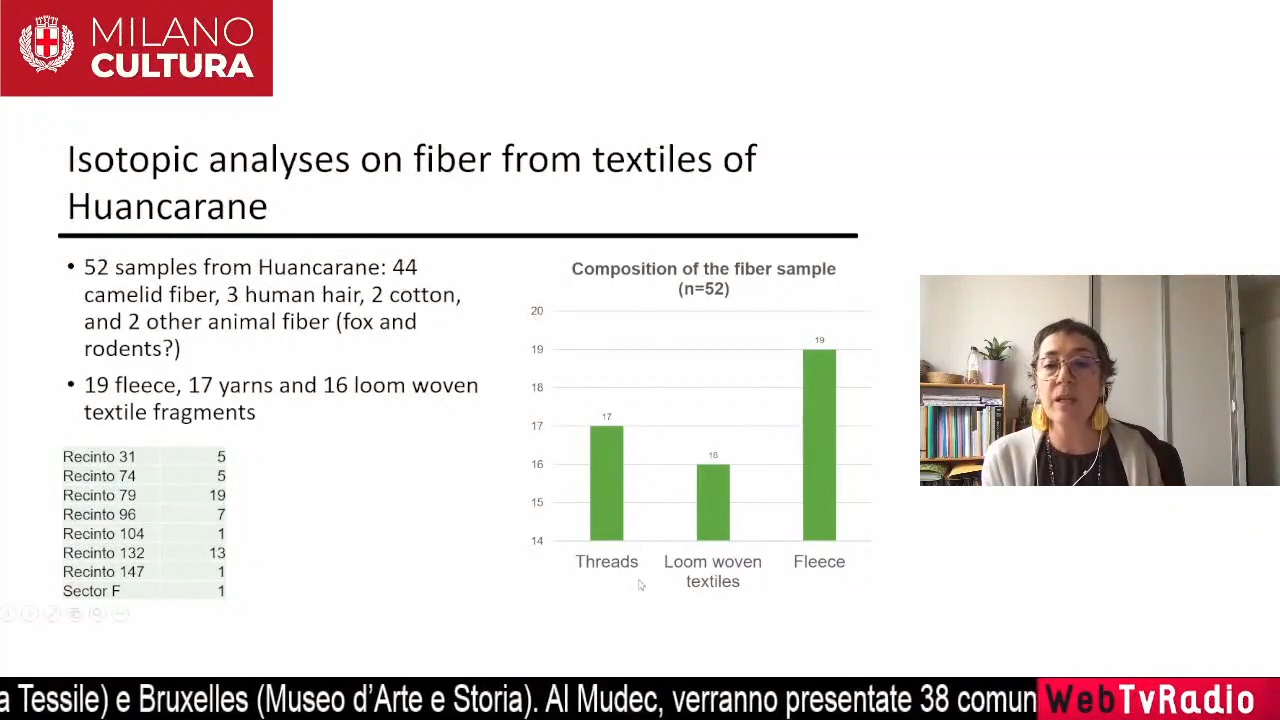 MILANO
CULTURA
Isotopic analyses on fiber from textiles of
Huancarane
• 52 samples from Huancarane: 44
camelid fiber, 3 human hair, 2 cotton,
and 2 other animal fiber (fox and
rodents?)
• 19 fleece, 17 yarns and 16 loom woven
textile fragments
Recinto 31 5
Recinto 74 5
Recinto 79 19
Recinto 96 7
Recinto 104 1
Recinto 132 13
Recinto 147 1
Sector F 1
Composition of the fiber sample
(n=52)
20
19
18
17
16
15
14
17
16
19
Threads
Loom woven
textiles
Fleece
a Tessile) e Bruxelles (Museo d'Arte e Storia). Al Mudec, verranno presentate 38 comun
WebTvRadio